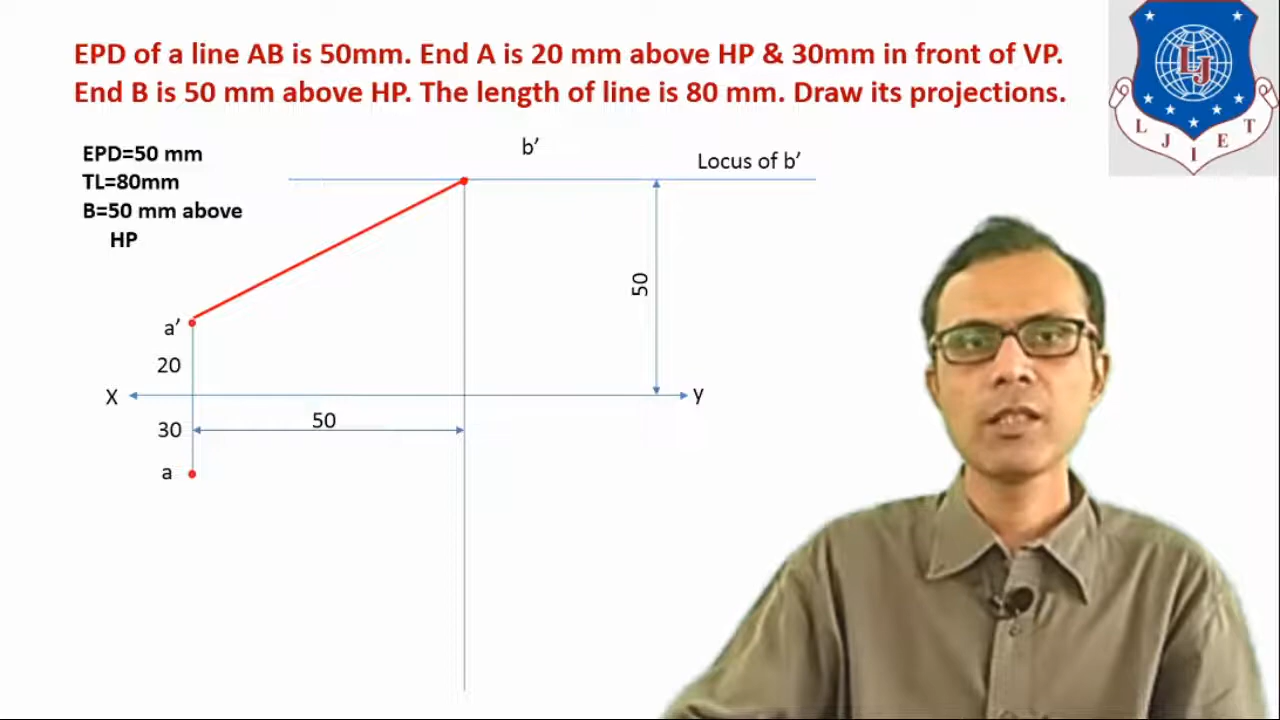 EPD of a line AB is 50mm. End A is 20 mm above HP & 30mm in front of VP.
End B is 50 mm above HP. The length of line is 80 mm. Draw its projections.
LJ
L J I E T
EPD=50 mm
TL=80mm
B=50 mm above
HP
b’
Locus of b’
50
a’
20
X
y
30
50
a